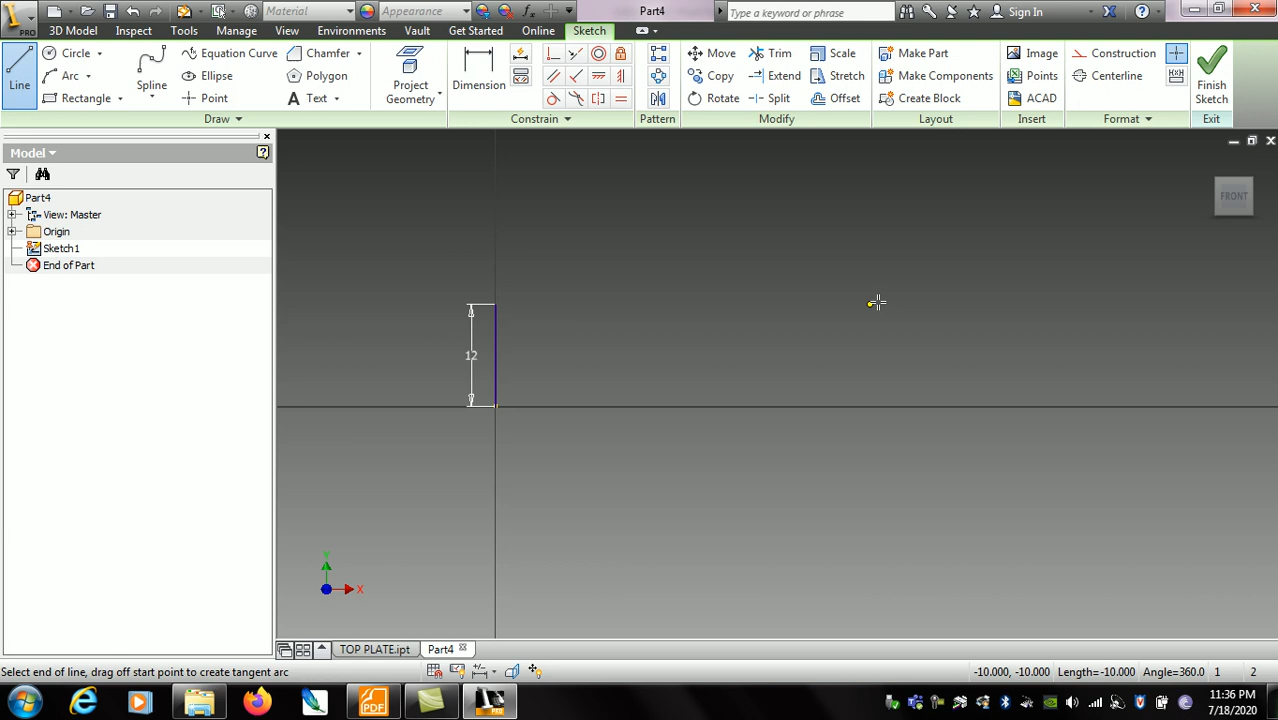 Material
Appearance
Part4
Type a keyword or phrase
Sign In
PRO
3D Model
Inspect
Tools
Manage
View
Environments
Vault
Get Started
Online
Sketch
Line
Circle
Arc
Rectangle
Spline
Equation Curve
Ellipse
Point
Chamfer
Polygon
Text
Project Geometry
Dimension
Move
Copy
Rotate
Trim
Extend
Split
Scale
Stretch
Offset
Make Part
Make Components
Create Block
Image
Points
ACAD
Construction
Centerline
Finish Sketch
Draw
Constrain
Pattern
Modify
Layout
Insert
Format
Exit
Model
Part4
View: Master
Origin
Sketch1
End of Part
FRONT
12
Y
X
TOP PLATE.ipt
Part4
Select end of line, drag off start point to create tangent arc
-10.000, -10.000
Length=-10.000
Angle=360.0
1
2
PDF
PRO
11:36 PM
7/18/2020